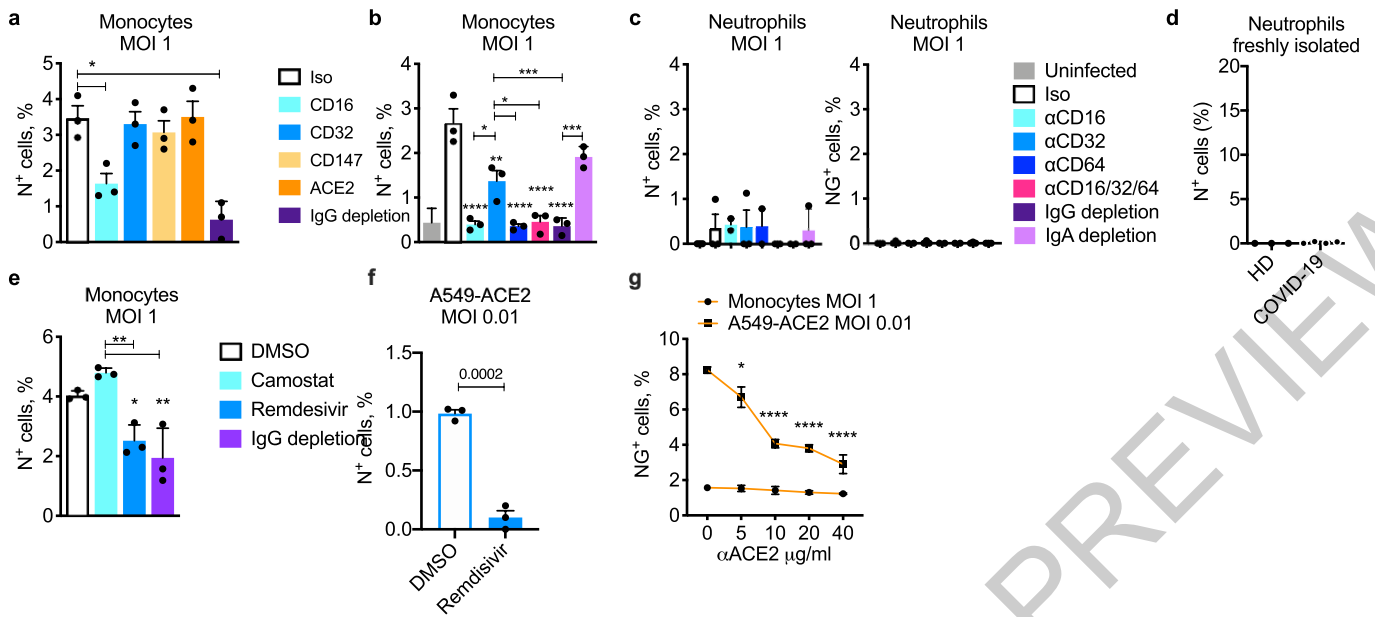 a
Monocytes
MOI 1
N+ cells, %
5
4
3
2
1
0
*
Iso
CD16
CD32
CD147
ACE2
IgG depletion
b
Monocytes
MOI 1
N+ cells, %
4
3
2
1
0
***
*
*
***
**
****
****
****
****
c
Neutrophils
MOI 1
N+ cells, %
4
3
2
1
0
Neutrophils
MOI 1
NG+ cells, %
4
3
2
1
0
Uninfected
Iso
αCD16
αCD32
αCD64
αCD16/32/64
IgG depletion
IgA depletion
d
Neutrophils
freshly isolated
N+ cells (%)
20
15
10
5
0
HD
COVID-19
e
Monocytes
MOI 1
N+ cells, %
6
4
2
0
**
*
**
DMSO
Camostat
Remdesivir
IgG depletion
f
A549-ACE2
MOI 0.01
N+ cells, %
1.5
1.0
0.5
0.0
0.0002
DMSO
Remdisivir
g
Monocytes MOI 1
A549-ACE2 MOI 0.01
NG+ cells, %
10
8
6
4
2
0
*
****
****
****
0 5 10 20 40
αACE2 μg/ml
PREVIEW